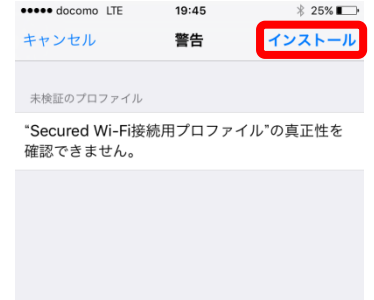 ●●●●● docomo LTE 19:45 25%
キャンセル 警告 インストール
未検証のプロファイル
“Secured Wi-Fi接続用プロファイル”の真正性を
確認できません。